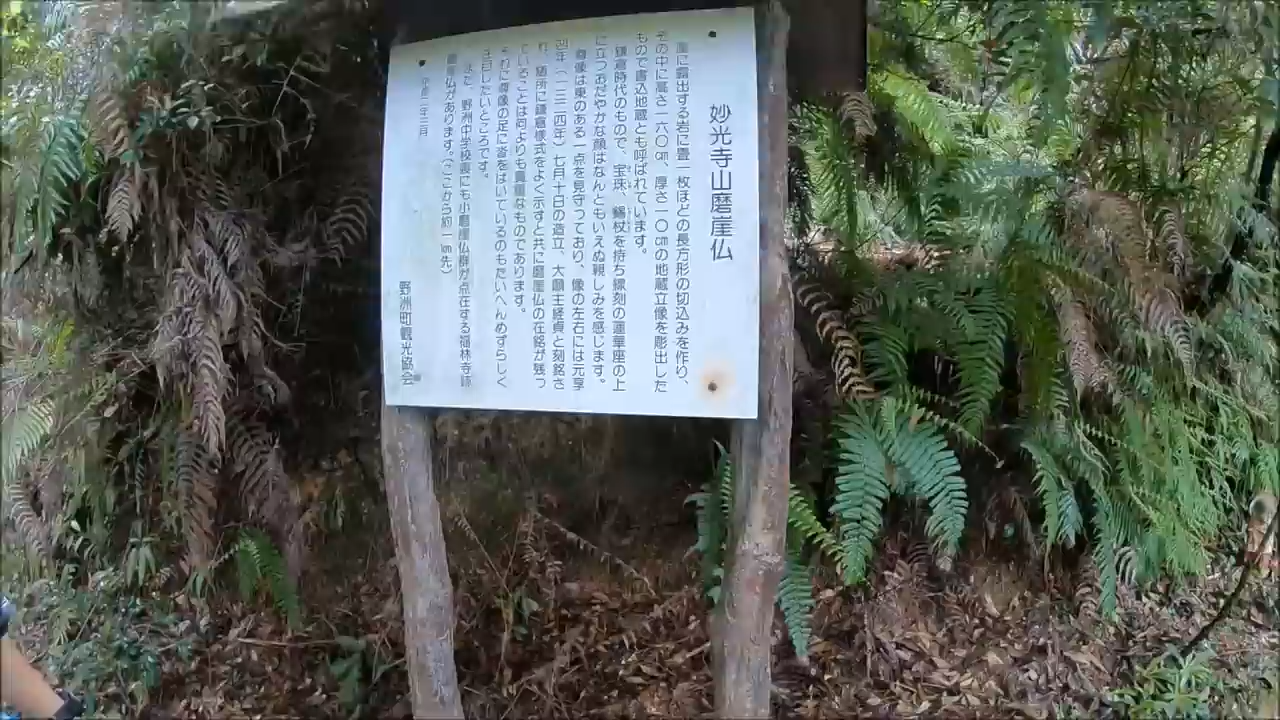 妙光寺山磨崖仏
崖に露出する岩に畳一枚ほどの長方形の切込みを作り、
その中に高さ一六〇㎝、厚さ一〇㎝の地蔵立像を彫出した
もので書込地蔵とも呼ばれています。
鎌倉時代のもので、宝珠、錫杖を持ち線刻の蓮華座の上
に立つおだやかな顔はなんともいえぬ親しみを感じます。
尊像は東のある一点を見守っており、像の左右には元亨
四年（一三二四年）七月十日の造立、大願主経貞と刻銘さ
れ、随所に鎌倉様式をよく示すと共に磨崖仏の在銘が残っ
ていることは何よりも貴重なものであります。
それに尊像の足に沓をはいているのもたいへんめずらしく
注目したいところです。
また、野洲中学校裏にも小磨崖仏群が点在する福林寺跡
磨崖仏があります。（ここから約一㎞先）
平成二年三月
野洲町観光協会